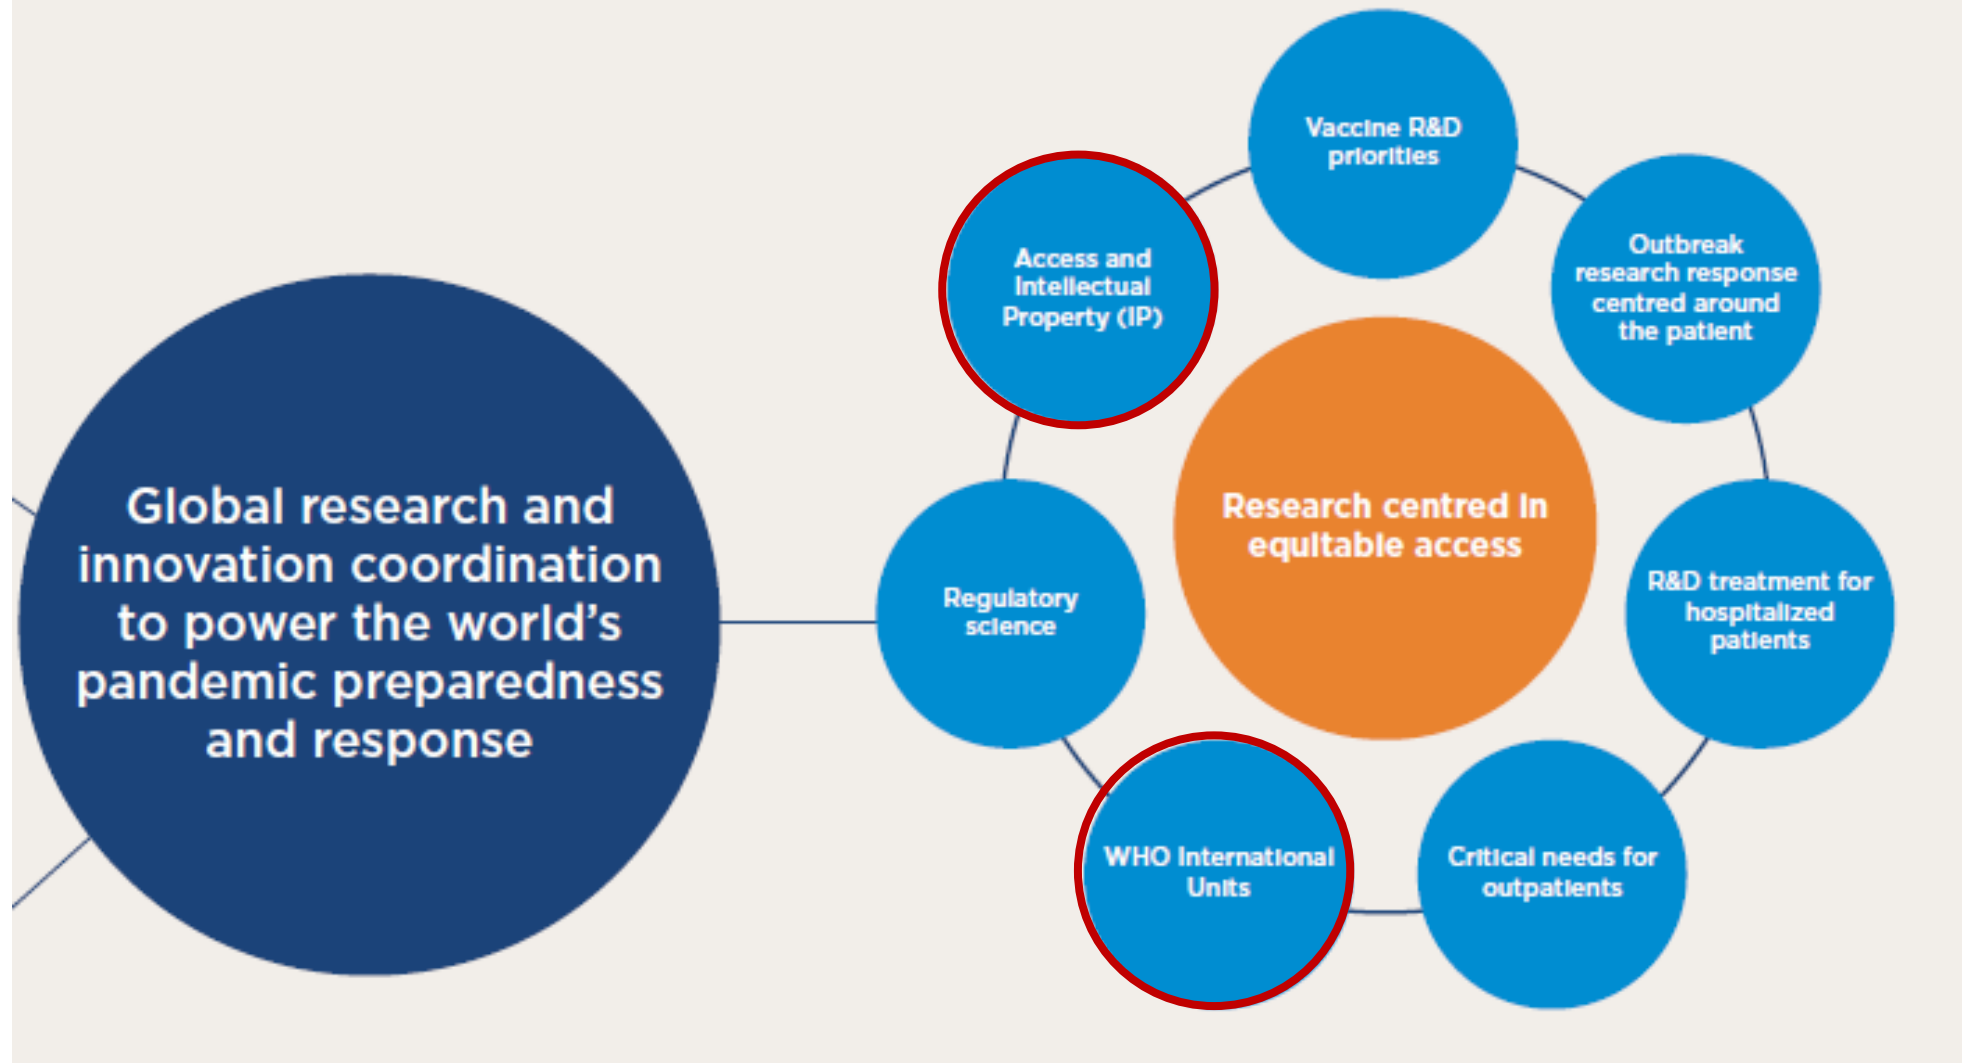 Global research and
innovation coordination
to power the world's
pandemic preparedness
and response
Vaccine R&D
priorities
Outbreak
research response
centred around
the patient
R&D treatment for
hospitalized
patients
Critical needs for
outpatients
WHO International
Units
Regulatory
science
Access and
Intellectual
Property (IP)
Research centred in
equitable access